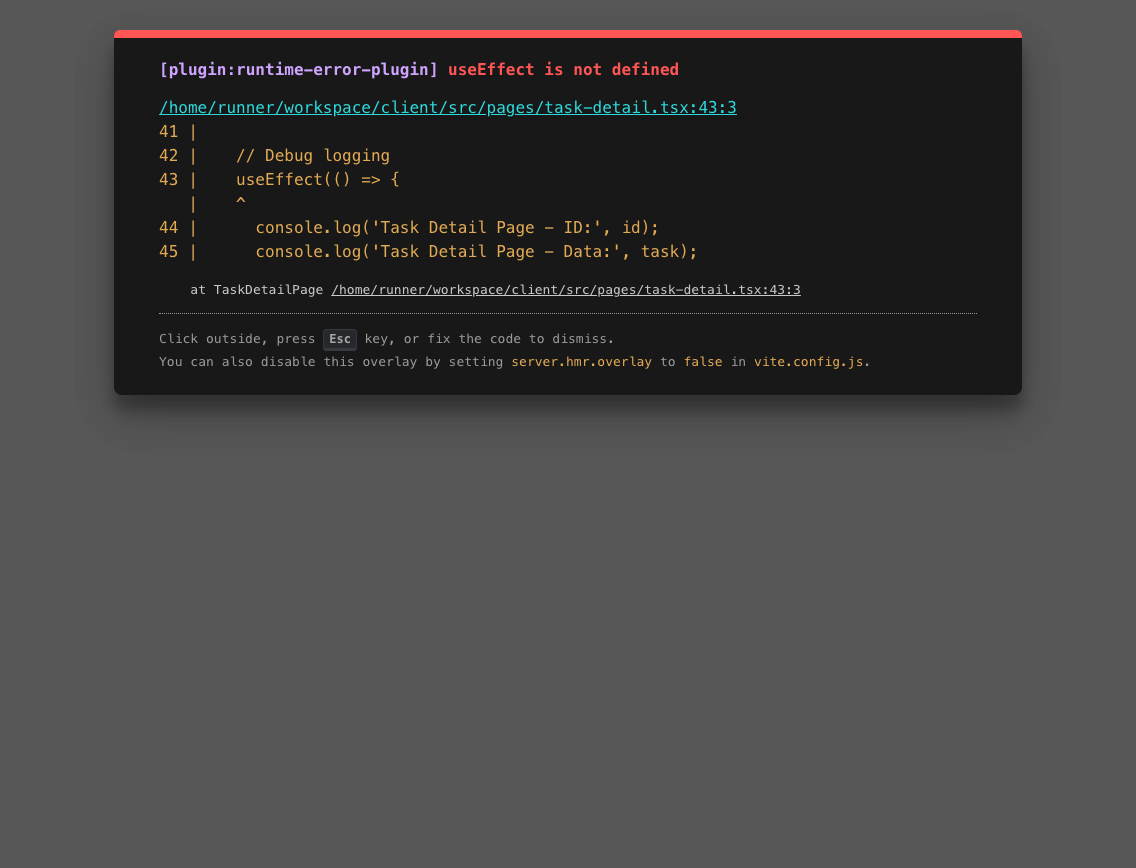 [plugin:runtime-error-plugin] useEffect is not defined
/home/runner/workspace/client/src/pages/task-detail.tsx:43:3
41 |
42 |    // Debug logging
43 |    useEffect(() => {
   |    ^
44 |      console.log('Task Detail Page - ID:', id);
45 |      console.log('Task Detail Page - Data:', task);
at TaskDetailPage /home/runner/workspace/client/src/pages/task-detail.tsx:43:3
Click outside, press Esc key, or fix the code to dismiss.
You can also disable this overlay by setting server.hmr.overlay to false in vite.config.js.